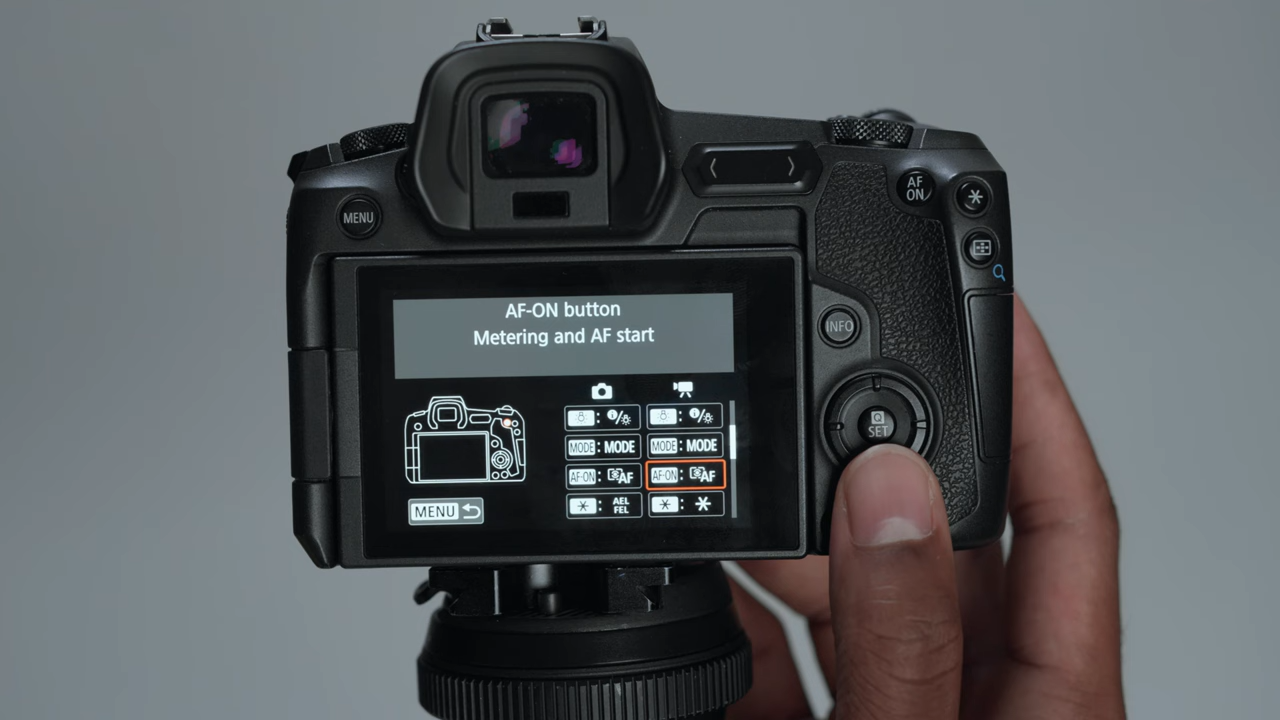 AF
ON
MENU
INFO
Q
SET
AF-ON button
Metering and AF start
: i/
: i/
MODE: MODE
MODE: MODE
AF-ON: AF
AF-ON: AF
*: AEL
FEL
*: *
MENU